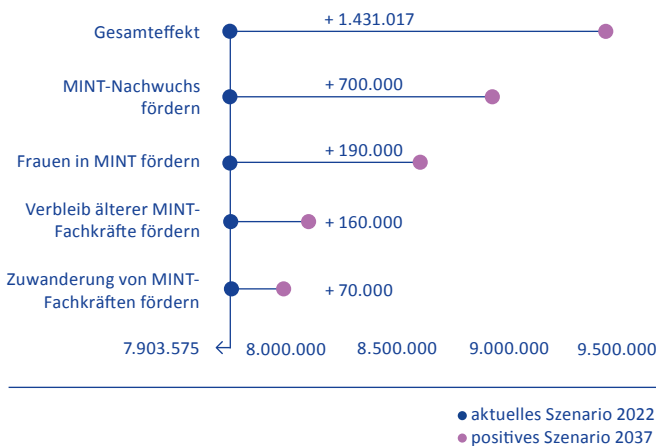 Gesamteffekt
+ 1.431.017
MINT-Nachwuchs
fördern
+ 700.000
Frauen in MINT fördern
+ 190.000
Verbleib älterer MINT-
Fachkräfte fördern
+ 160.000
Zuwanderung von MINT-
Fachkräften fördern
+ 70.000
7.903.575 8.000.000 8.500.000 9.000.000 9.500.000
aktuelles Szenario 2022
positives Szenario 2037